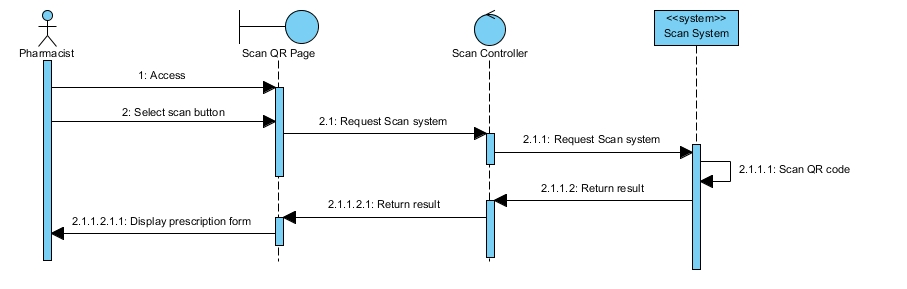 <<system>>
Scan System
Pharmacist
Scan QR Page
Scan Controller
1: Access
2: Select scan button
2.1: Request Scan system
2.1.1: Request Scan system
2.1.1.1: Scan QR code
2.1.1.2: Return result
2.1.1.2.1: Return result
2.1.1.2.1.1: Display prescription form